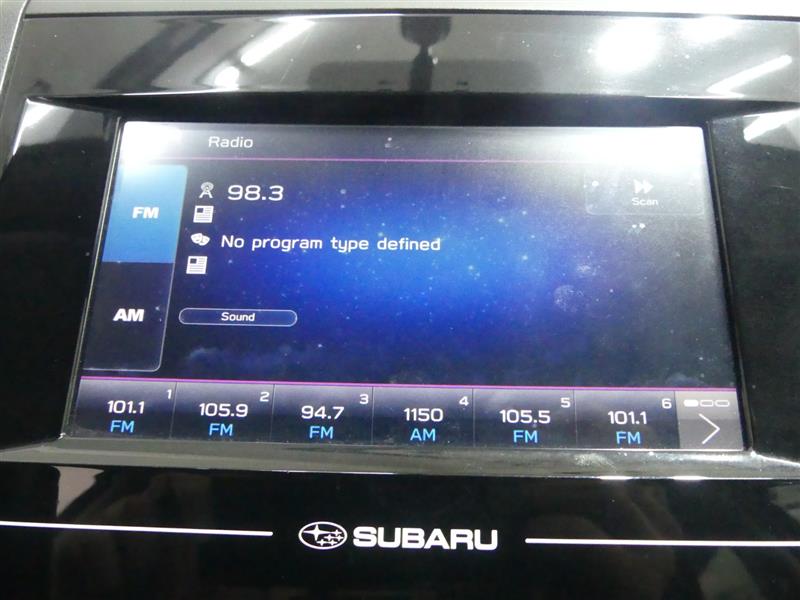 Radio
FM
98.3
Scan
No program type defined
AM
Sound
101.1 1 105.9 2 94.7 3 1150 4 105.5 5 101.1 6
FM FM FM AM FM FM
SUBARU